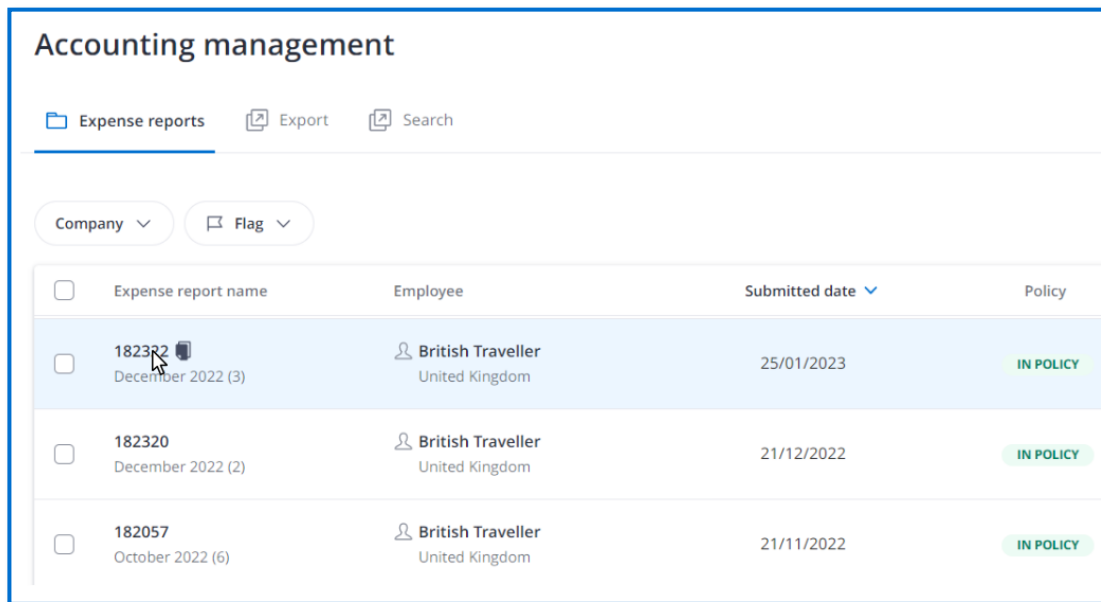 Accounting management
Expense reports Export Search
Company Flag
Expense report name Employee Submitted date Policy
182322 British Traveller 25/01/2023 IN POLICY
December 2022 (3) United Kingdom
182320 British Traveller 21/12/2022 IN POLICY
December 2022 (2) United Kingdom
182057 British Traveller 21/11/2022 IN POLICY
October 2022 (6) United Kingdom